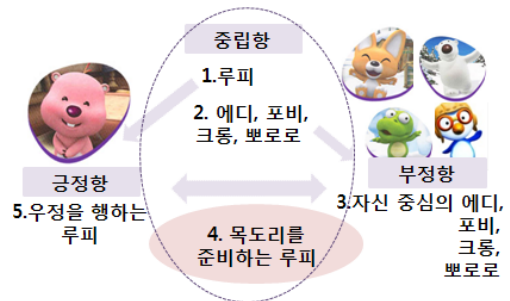 중립항
1.루피
2. 에디, 포비,
크롱, 뽀로로
긍정항
5.우정을 행하는
루피
부정항
3.자신 중심의 에디,
포비,
크롱,
뽀로로
4. 목도리를
준비하는 루피